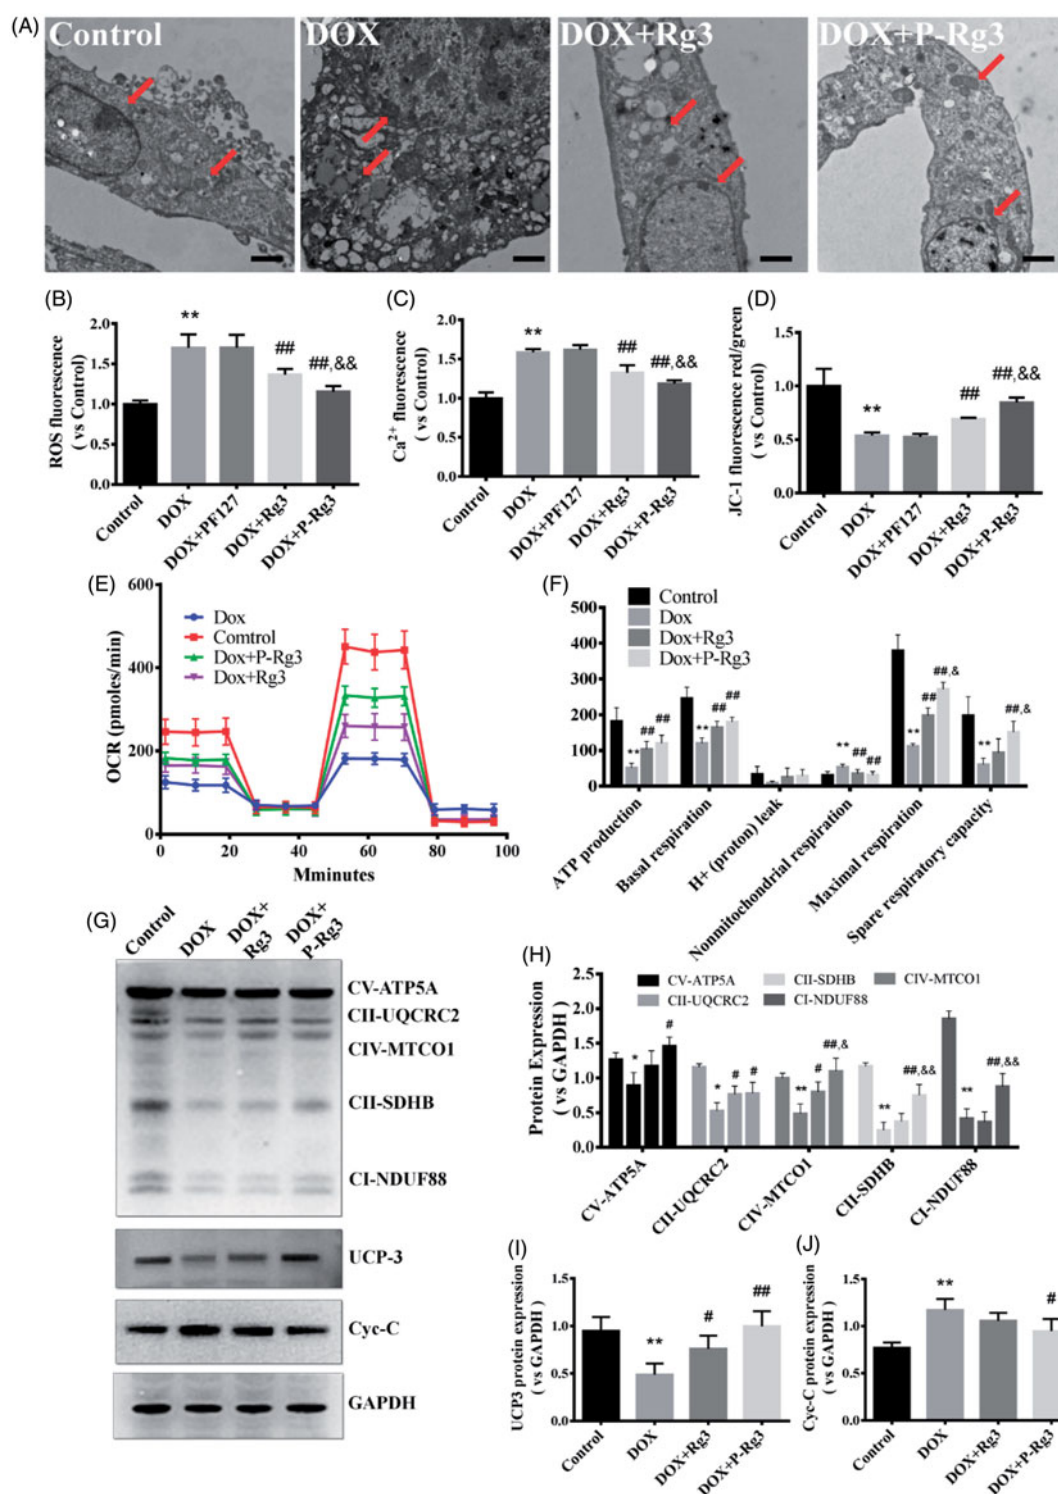 (A)
Control
DOX
DOX+Rg3
DOX+P-Rg3
(B)
ROS fluorescence
( vs Control)
2.0
1.5
1.0
0.5
0.0
**
##
##,&&
Control
DOX
DOX+PF127
DOX+Rg3
DOX+P-Rg3
(C)
Ca2+ fluorescence
( vs Control)
2.0
1.5
1.0
0.5
0.0
**
##
##,&&
Control
DOX
DOX+PF127
DOX+Rg3
DOX+P-Rg3
(D)
JC-1 fluorescence red/green
( vs Control)
1.5
1.0
0.5
0.0
**
##
##,&&
Control
DOX
DOX+PF127
DOX+Rg3
DOX+P-Rg3
(E)
OCR (pmoles/min)
600
400
200
0
Dox
Comtrol
Dox+P-Rg3
Dox+Rg3
0
20
40
60
80
100
Mminutes
(F)
500
400
300
200
100
0
Control
Dox
Dox+Rg3
Dox+P-Rg3
**
##
##
**
##
##
**
##
##
**
##
##,&
**
##,&
ATP production
Basal respiration
H+ (proton) leak
Nonmitochondrial respiration
Maximal respiration
Spare respiratory capacity
(G)
Control
DOX
DOX+
Rg3
DOX+
P-Rg3
CV-ATP5A
CII-UQCRC2
CIV-MTCO1
CII-SDHB
CI-NDUF88
UCP-3
Cyc-C
GAPDH
(H)
Protein Expression
( vs GAPDH )
2.5
2.0
1.5
1.0
0.5
0.0
CV-ATP5A
CII-SDHB
CIV-MTCO1
CII-UQCRC2
CI-NDUF88
*
#
*
#
#
**
#
##,&
**
##,&&
**
##,&&
CV-ATP5A
CII-UQCRC2
CIV-MTCO1
CII-SDHB
CI-NDUF88
(I)
UCP3 protein expression
( vs GAPDH )
1.5
1.0
0.5
0.0
**
#
##
Control
DOX
DOX+Rg3
DOX+P-Rg3
(J)
Cyc-C protein expression
( vs GAPDH )
1.5
1.0
0.5
0.0
**
#
Control
DOX
DOX+Rg3
DOX+P-Rg3